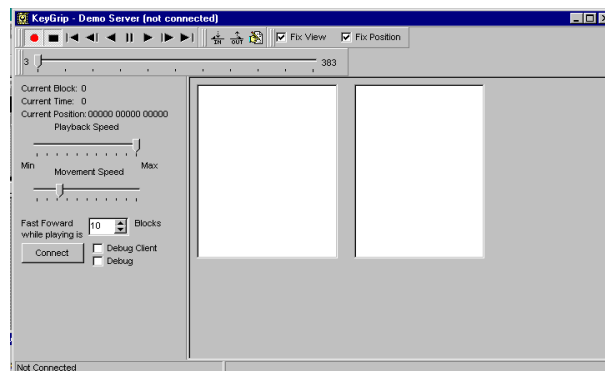 KeyGrip - Demo Server (not connected)
IN OUT Fix View Fix Position
3 383
Current Block: 0
Current Time: 0
Current Position: 00000 00000 00000
Playback Speed
Min Max
Movement Speed
Fast Foward 10 Blocks
while playing is
Connect Debug Client
Debug
Not Connected